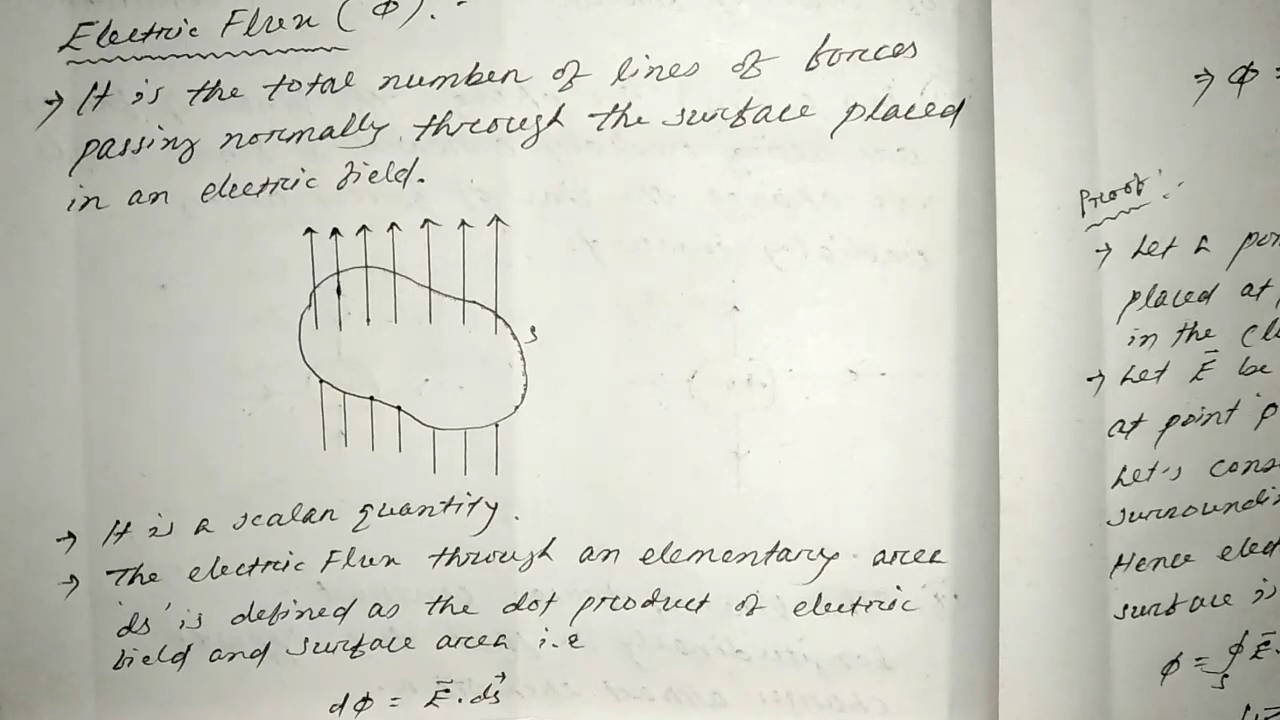 Electric Flux (Φ).
→ It is the total number of lines of forces
passing normally through the surface placed
in an electric field.
S
→ It is a scalar quantity.
→ The electric Flux through an elementary area
'ds' is defined as the dot product of electric
field and surface area i.e
dΦ = E⃗.ds⃗
⇒ Φ =
Proof:
→ Let a
placed at
in the
→ Let E⃗ be
at point P
Let's
Hence
surface is
Φ = ∮ₛ E⃗.